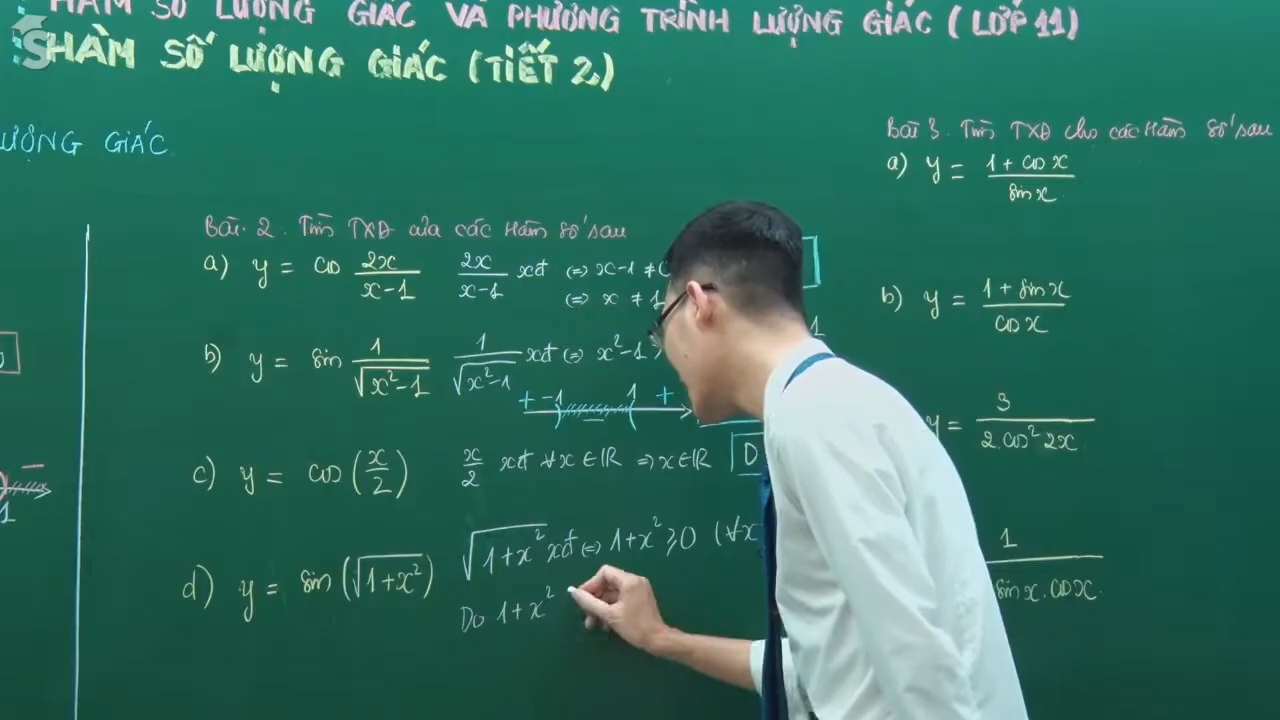 HÀM SỐ LƯỢNG GIÁC VÀ PHƯƠNG TRÌNH LƯỢNG GIÁC (LỚP 11)
HÀM SỐ LƯỢNG GIÁC (TIẾT 2)
ƯỢNG GIÁC
Bài 2. Tìm TXĐ của các Hàm số sau
a) y = cos 2x/(x-1) 2x/(x-1) xđ ⇔ x-1 ≠
⇔ x ≠ 1
b) y = sin 1/√(x²-1) 1/√(x²-1) xđ ⇔ x²-1 >
+ -1 1 +
c) y = cos (x/2) x/2 xđ ∀x ∈ ℝ ⇒ x ∈ ℝ D
d) y = sin (√(1+x²)) √(1+x²) xđ ⇔ 1+x² ≥ 0 (∀x
Do 1+x²
Bài 3. Tìm TXĐ cho các Hàm số sau
a) y = (1 + cos x)/(sin x)
b) y = (1 + sin x)/(cos x)
y = 3/(2.cos² 2x)
1/(sin x . cos x)